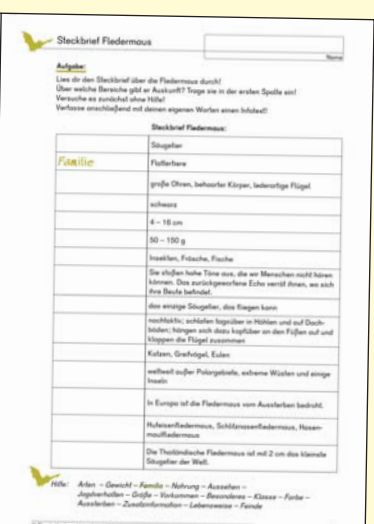 Steckbrief Fledermaus
Name
Aufgabe:
Lies dir den Steckbrief über die Fledermaus durch!
Über welche Bereiche gibt er Auskunft? Trage sie in der ersten Spalte ein!
Versuche es zunächst ohne Hilfe!
Verfasse anschließend mit deinen eigenen Worten einen Infotext!
Steckbrief Fledermaus:
Säugetier
Familie Flattertiere
große Ohren, behaarter Körper, lederartige Flügel
schwarz
4 – 16 cm
50 – 150 g
Insekten, Frösche, Fische
Sie stoßen hohe Töne aus, die wir Menschen nicht hören
können. Das zurückgeworfene Echo verrät ihnen, wo sich
ihre Beute befindet.
das einzige Säugetier, das fliegen kann
nachtaktiv; schlafen tagsüber in Höhlen und auf Dach-
böden; hängen sich dazu kopfüber an den Füßen auf und
klappen die Flügel zusammen
Katzen, Greifvögel, Eulen
weltweit außer Polargebiete, extreme Wüsten und einige
Inseln
In Europa ist die Fledermaus vom Aussterben bedroht.
Hufeisenfledermaus, Schlitznasenfledermaus, Hasen-
maulfledermaus
Die Thailändische Fledermaus ist mit 2 cm das kleinste
Säugetier der Welt.
Hilfe: Arten – Gewicht – Familie – Nahrung – Aussehen –
Jagdverhalten – Größe – Vorkommen – Besonderes – Klasse – Farbe –
Aussterben – Zusatzinformation – Lebensweise – Feinde